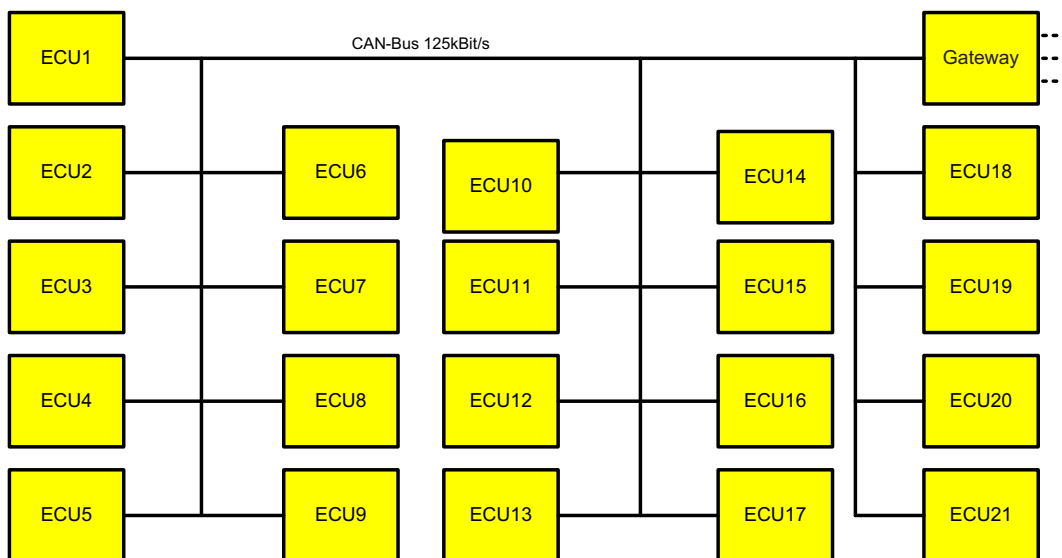 ECU1
CAN-Bus 125kBit/s
Gateway
ECU2
ECU6
ECU10
ECU14
ECU18
ECU3
ECU7
ECU11
ECU15
ECU19
ECU4
ECU8
ECU12
ECU16
ECU20
ECU5
ECU9
ECU13
ECU17
ECU21